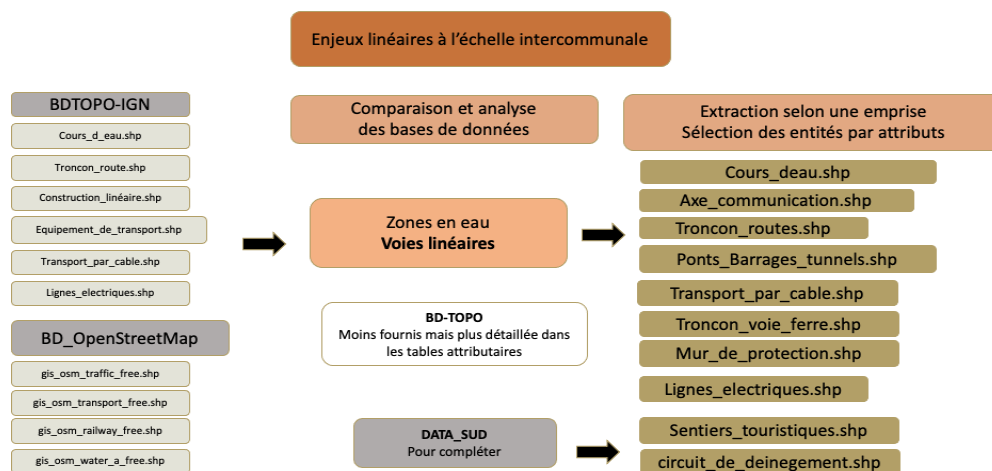 Enjeux linéaires à l’échelle intercommunale
BDTOPO-IGN
Cours_d_eau.shp
Troncon_route.shp
Construction_linéaire.shp
Equipement_de_transport.shp
Transport_par_cable.shp
Lignes_electriques.shp
BD_OpenStreetMap
gis_osm_traffic_free.shp
gis_osm_transport_free.shp
gis_osm_railway_free.shp
gis_osm_water_a_free.shp
Comparaison et analyse
des bases de données
Zones en eau
Voies linéaires
BD-TOPO
Moins fournis mais plus détaillée dans
les tables attributaires
DATA_SUD
Pour compléter
Extraction selon une emprise
Sélection des entités par attributs
Cours_deau.shp
Axe_communication.shp
Troncon_routes.shp
Ponts_Barrages_tunnels.shp
Transport_par_cable.shp
Troncon_voie_ferre.shp
Mur_de_protection.shp
Lignes_electriques.shp
Sentiers_touristiques.shp
circuit_de_deinegement.shp